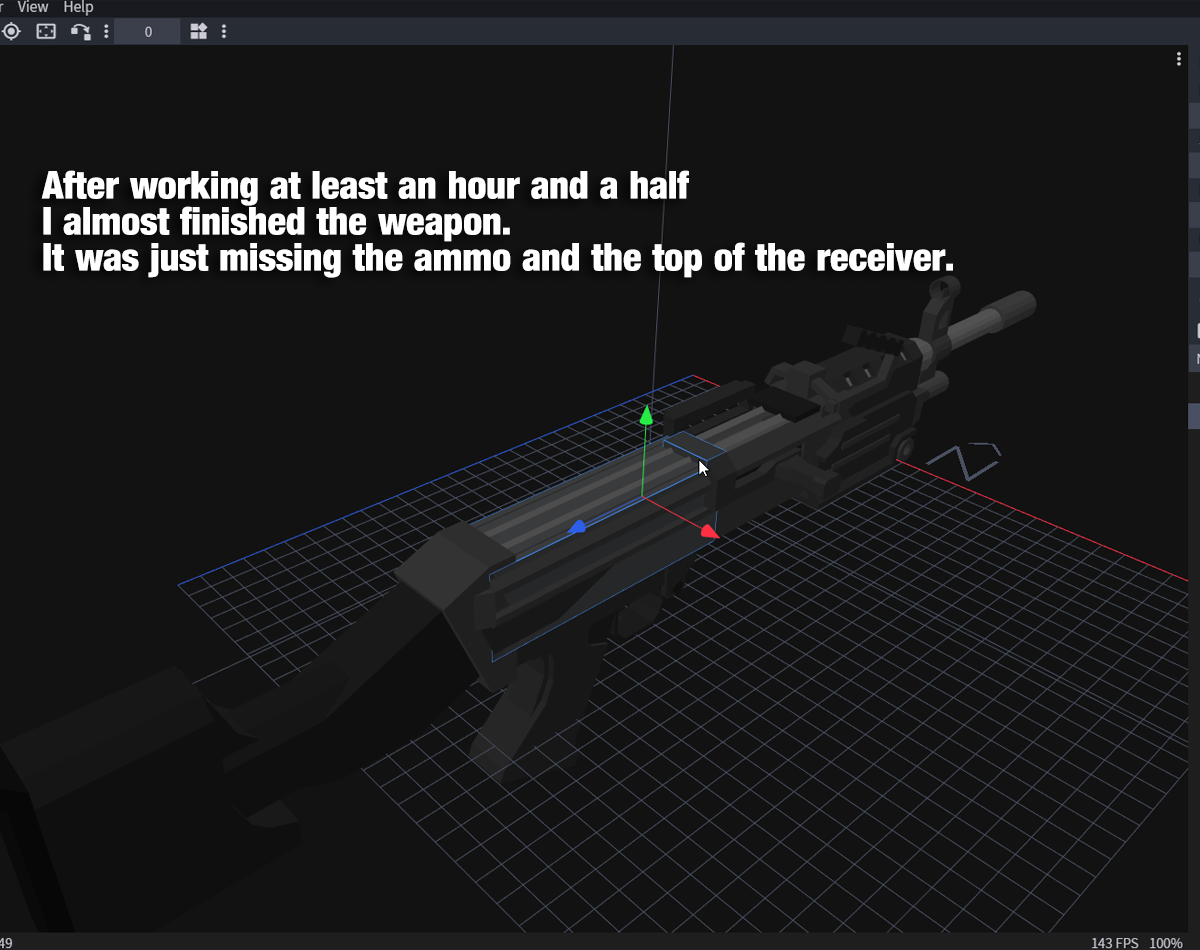 View Help
0
After working at least an hour and a half
I almost finished the weapon.
It was just missing the ammo and the top of the receiver.
49
143 FPS 100%